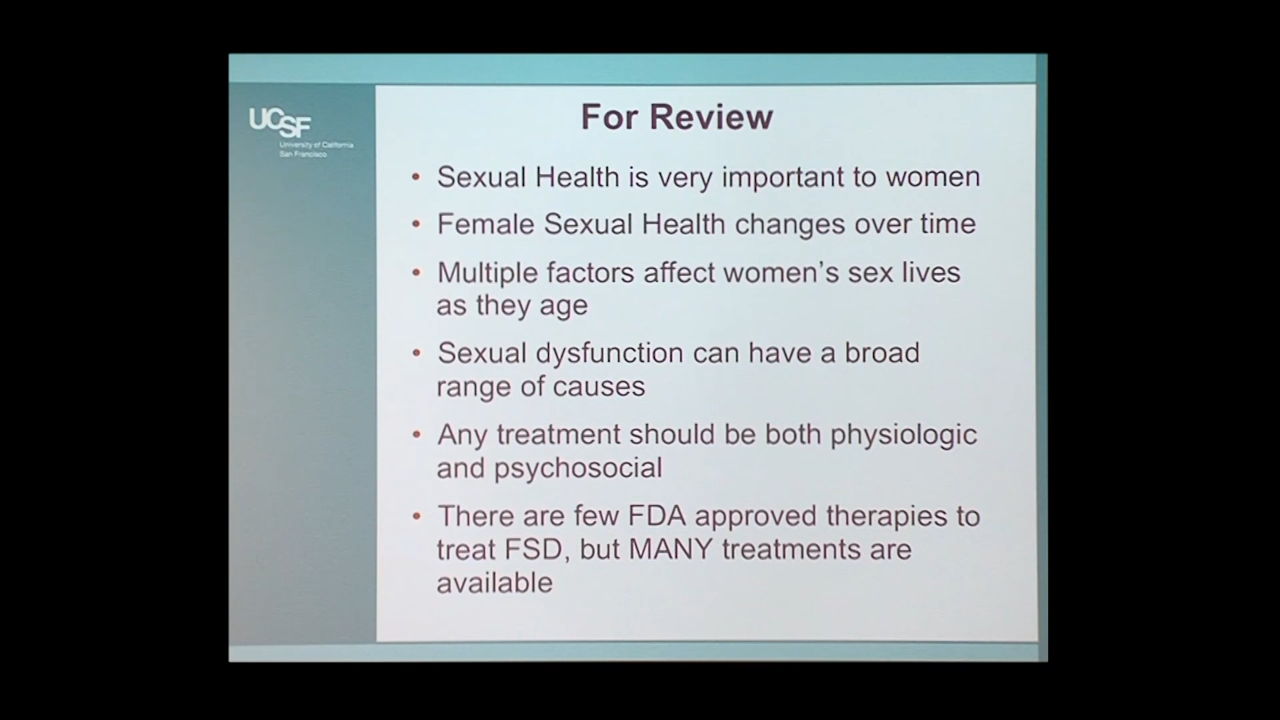 UCSF
University of California
San Francisco
For Review
• Sexual Health is very important to women
• Female Sexual Health changes over time
• Multiple factors affect women's sex lives
as they age
• Sexual dysfunction can have a broad
range of causes
• Any treatment should be both physiologic
and psychosocial
• There are few FDA approved therapies to
treat FSD, but MANY treatments are
available